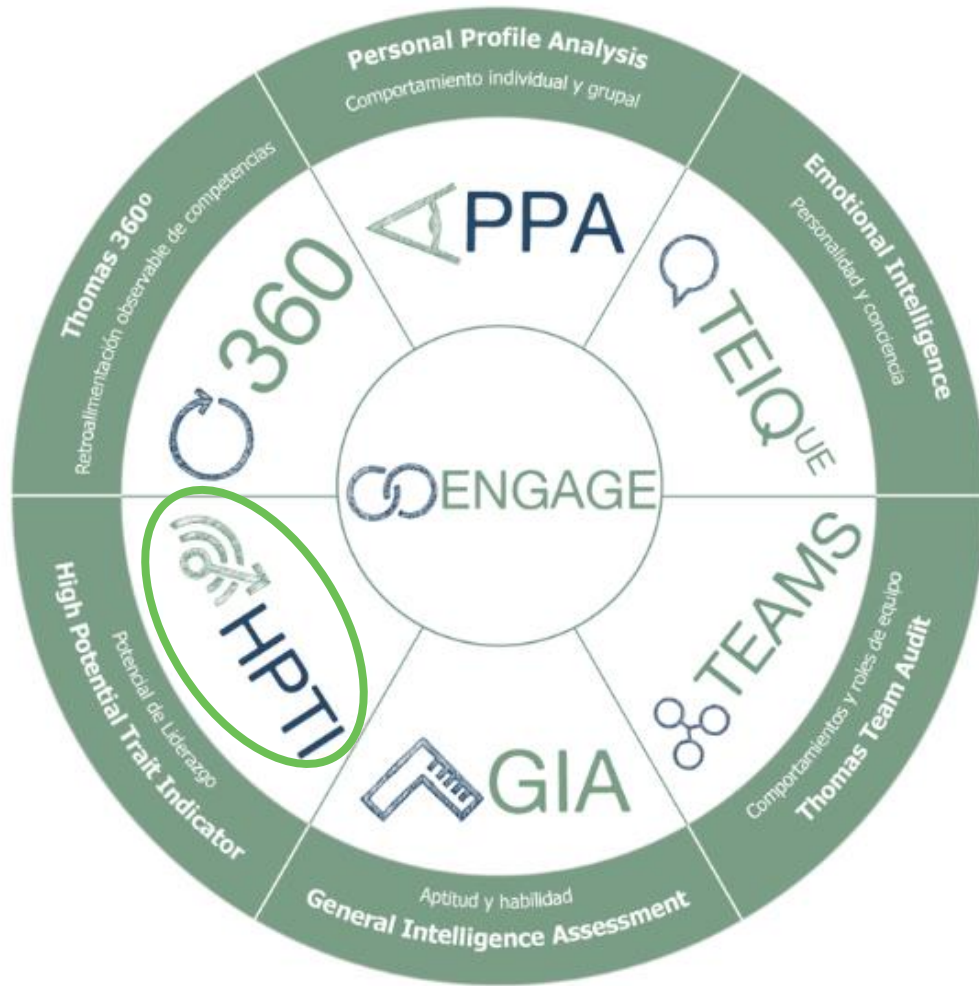 Personal Profile Analysis
Comportamiento individual y grupal
PPA
Emotional Intelligence
Personalidad y conciencia
TEIQUE
Comportamientos y roles de equipo
Thomas Team Audit
TEAMS
GIA
Aptitud y habilidad
General Intelligence Assessment
HPTI
Potencial de Liderazgo
High Potential Trait Indicator
Thomas 360º
Retroalimentación observable de competencias
360
ENGAGE